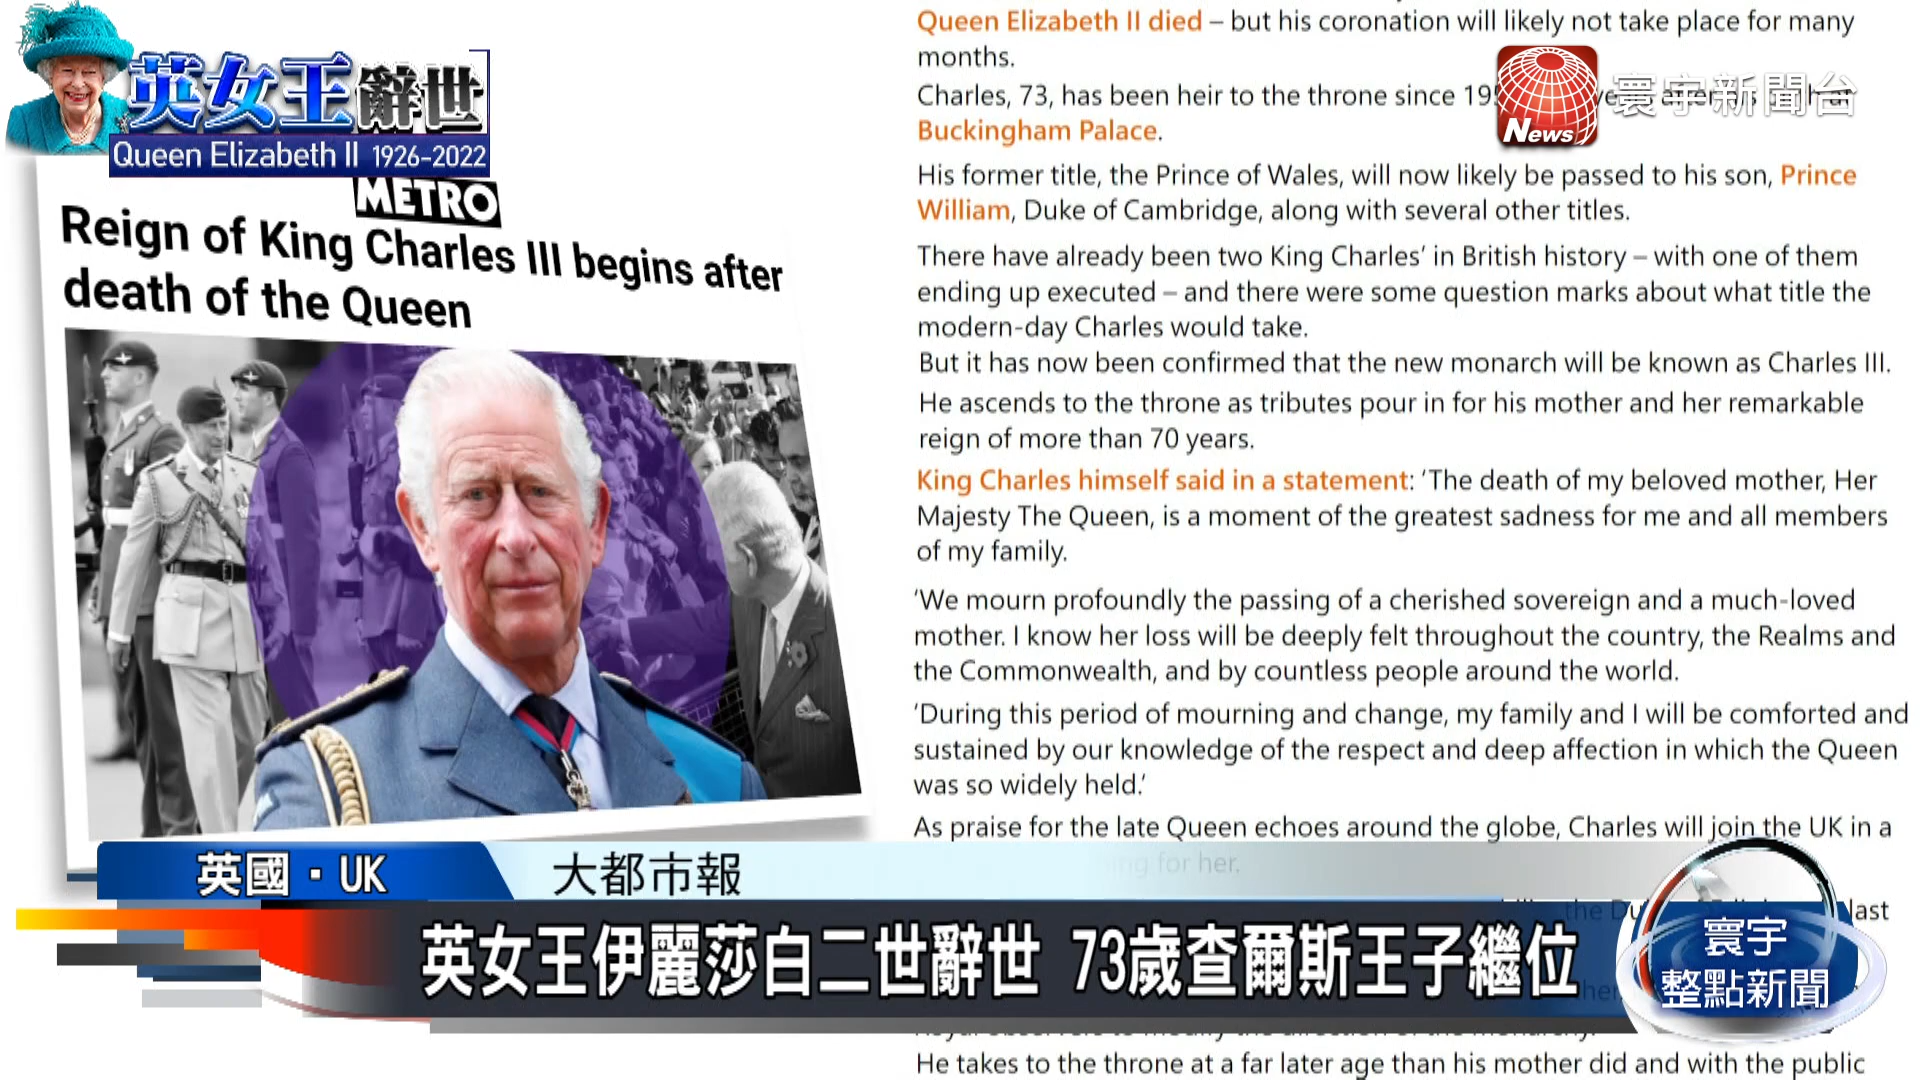 英女王辭世
Queen Elizabeth II 1926-2022
METRO
Reign of King Charles III begins after
death of the Queen
Queen Elizabeth II died – but his coronation will likely not take place for many
months.
Charles, 73, has been heir to the throne since
Buckingham Palace.
News
寰宇新聞台
His former title, the Prince of Wales, will now likely be passed to his son, Prince
William, Duke of Cambridge, along with several other titles.
There have already been two King Charles’ in British history – with one of them
ending up executed – and there were some question marks about what title the
modern-day Charles would take.
But it has now been confirmed that the new monarch will be known as Charles III.
He ascends to the throne as tributes pour in for his mother and her remarkable
reign of more than 70 years.
King Charles himself said in a statement: ‘The death of my beloved mother, Her
Majesty The Queen, is a moment of the greatest sadness for me and all members
of my family.
‘We mourn profoundly the passing of a cherished sovereign and a much-loved
mother. I know her loss will be deeply felt throughout the country, the Realms and
the Commonwealth, and by countless people around the world.
‘During this period of mourning and change, my family and I will be comforted and
sustained by our knowledge of the respect and deep affection in which the Queen
was so widely held.’
As praise for the late Queen echoes around the globe, Charles will join the UK in a
for her.
last
He takes to the throne at a far later age than his mother did and with the public
英國・UK
大都市報
英女王伊麗莎白二世辭世 73歲查爾斯王子繼位
寰宇
整點新聞